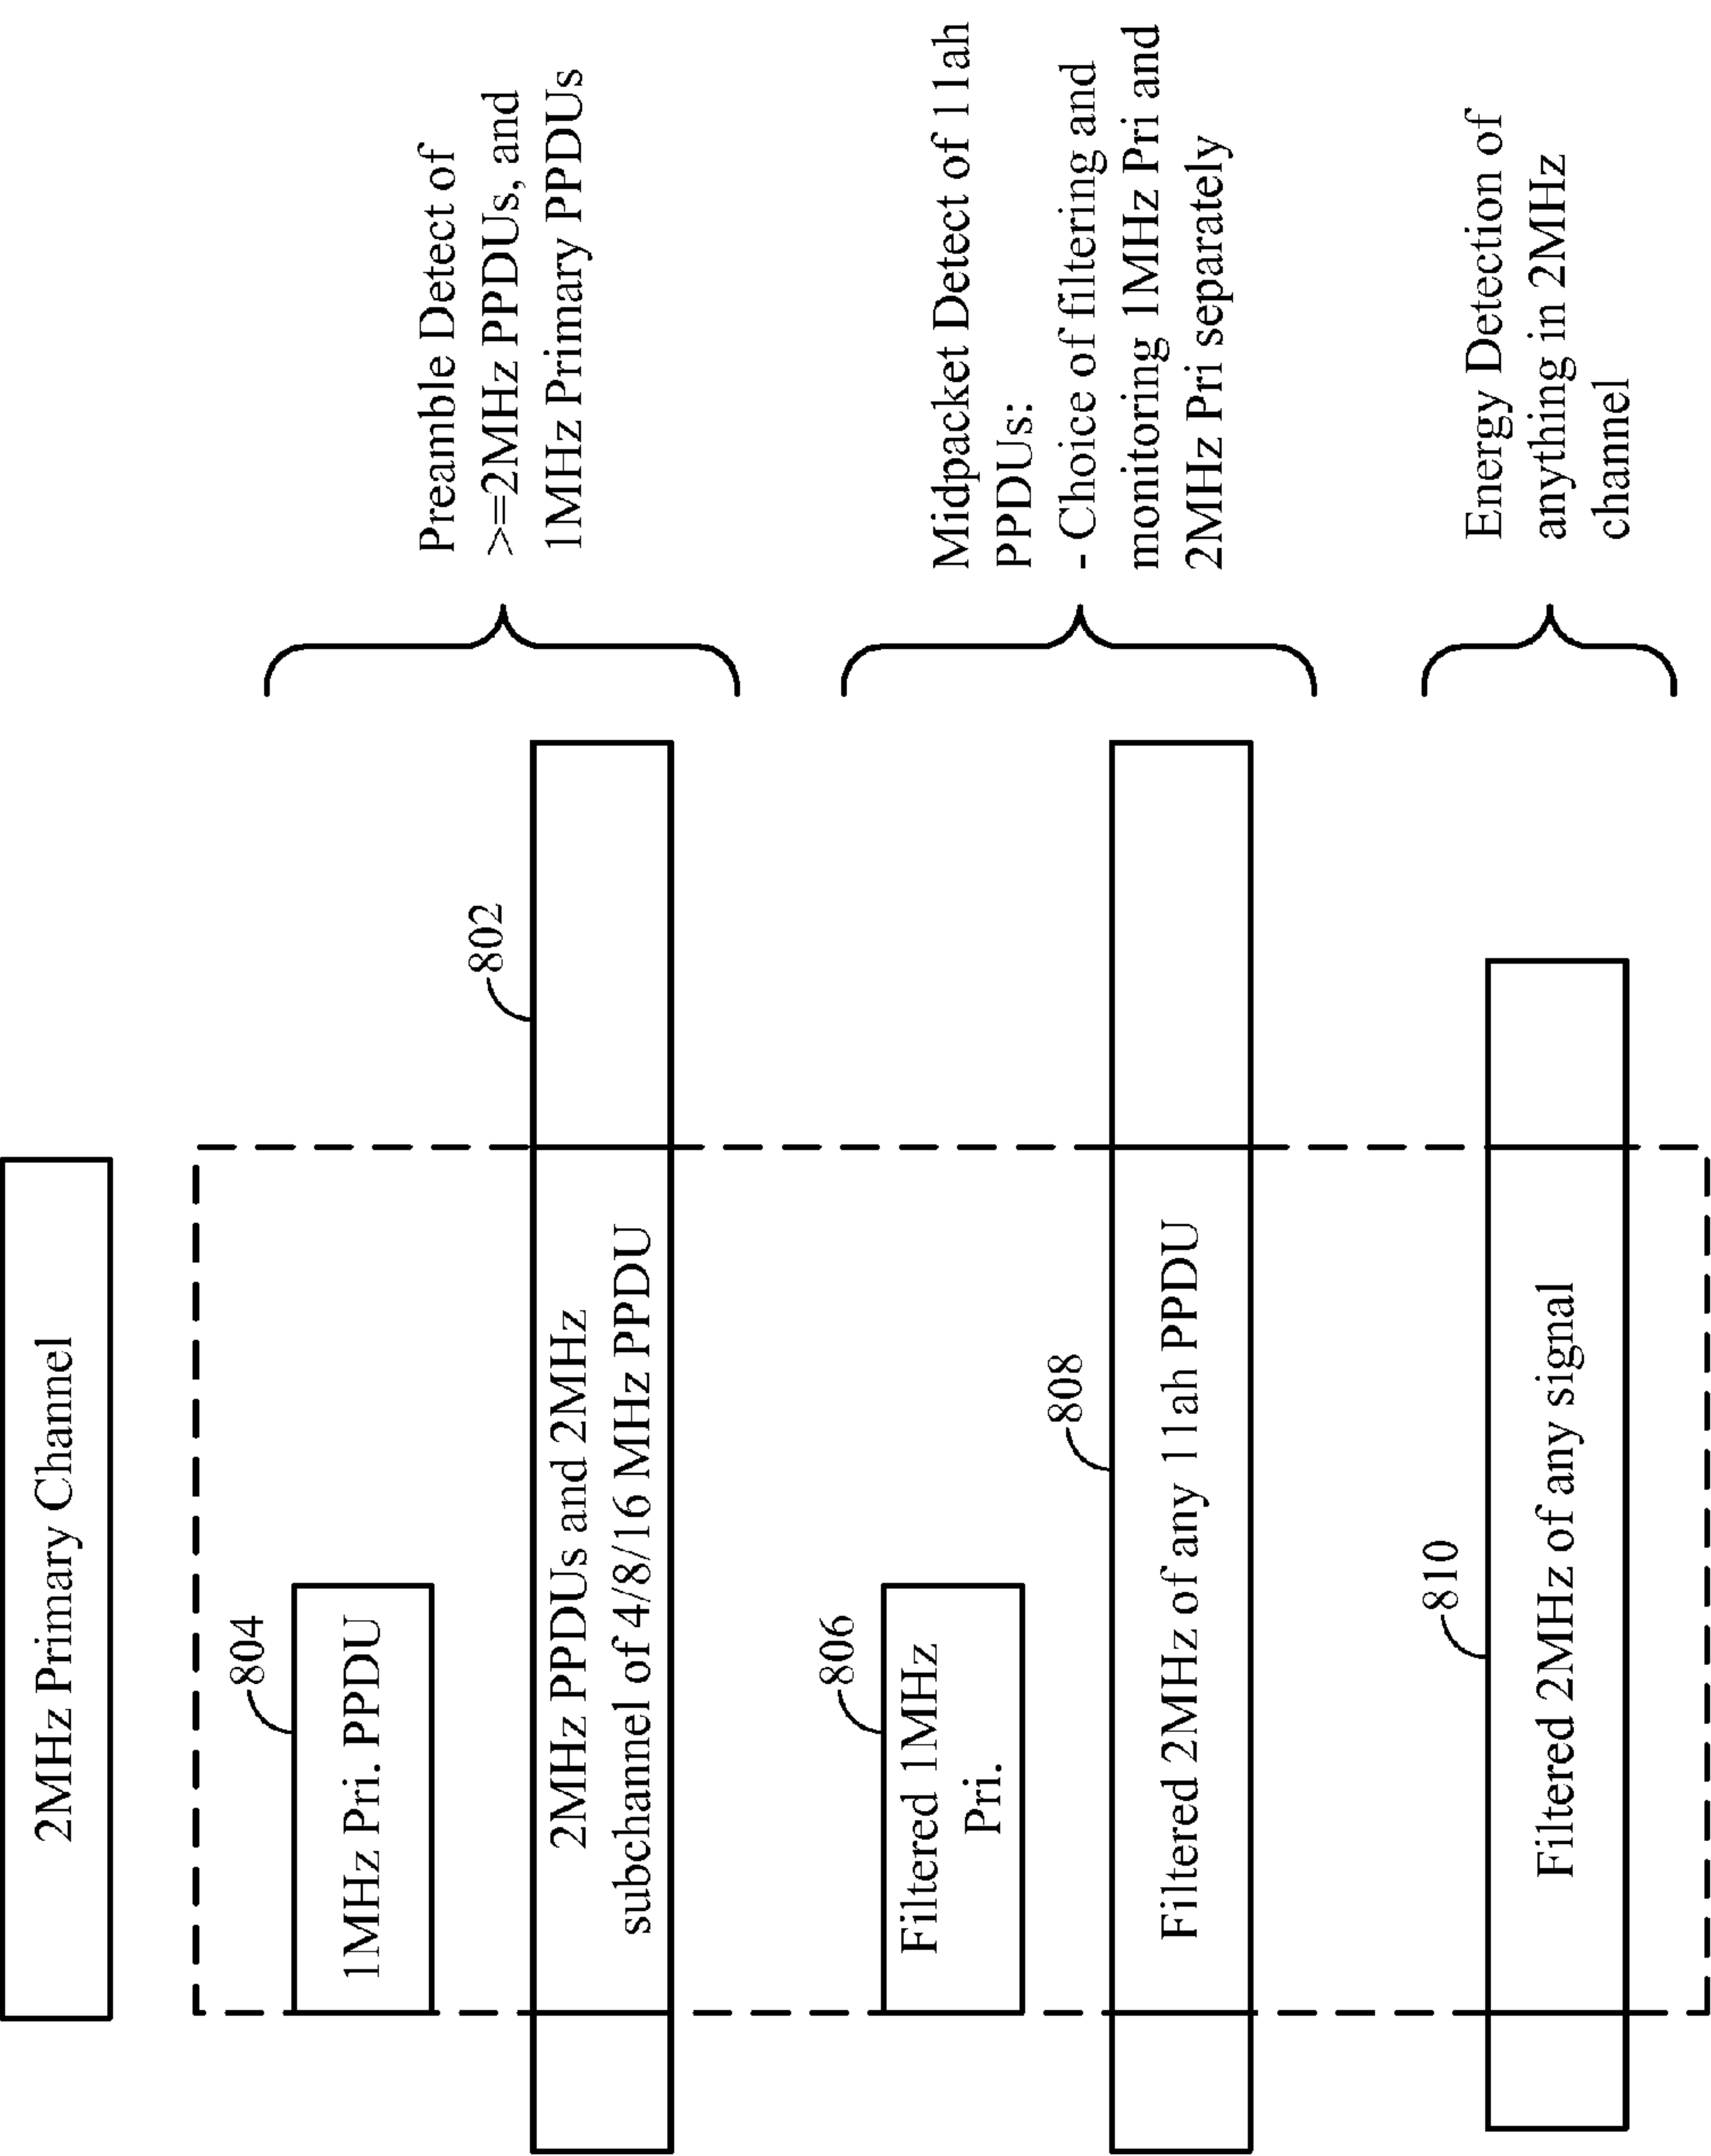 2MHz Primary Channel
804
1MHz Pri. PPDU
802
2MHz PPDUs and 2MHz
subchannel of 4/8/16 MHz PPDU
Preamble Detect of
>=2MHz PPDUs, and
1MHz Primary PPDUs
806
Filtered 1MHz
Pri.
808
Filtered 2MHz of any 11ah PPDU
Midpacket Detect of 11ah
PPDUs:
- Choice of filtering and
monitoring 1MHz Pri and
2MHz Pri separately
810
Filtered 2MHz of any signal
Energy Detection of
anything in 2MHz
channel